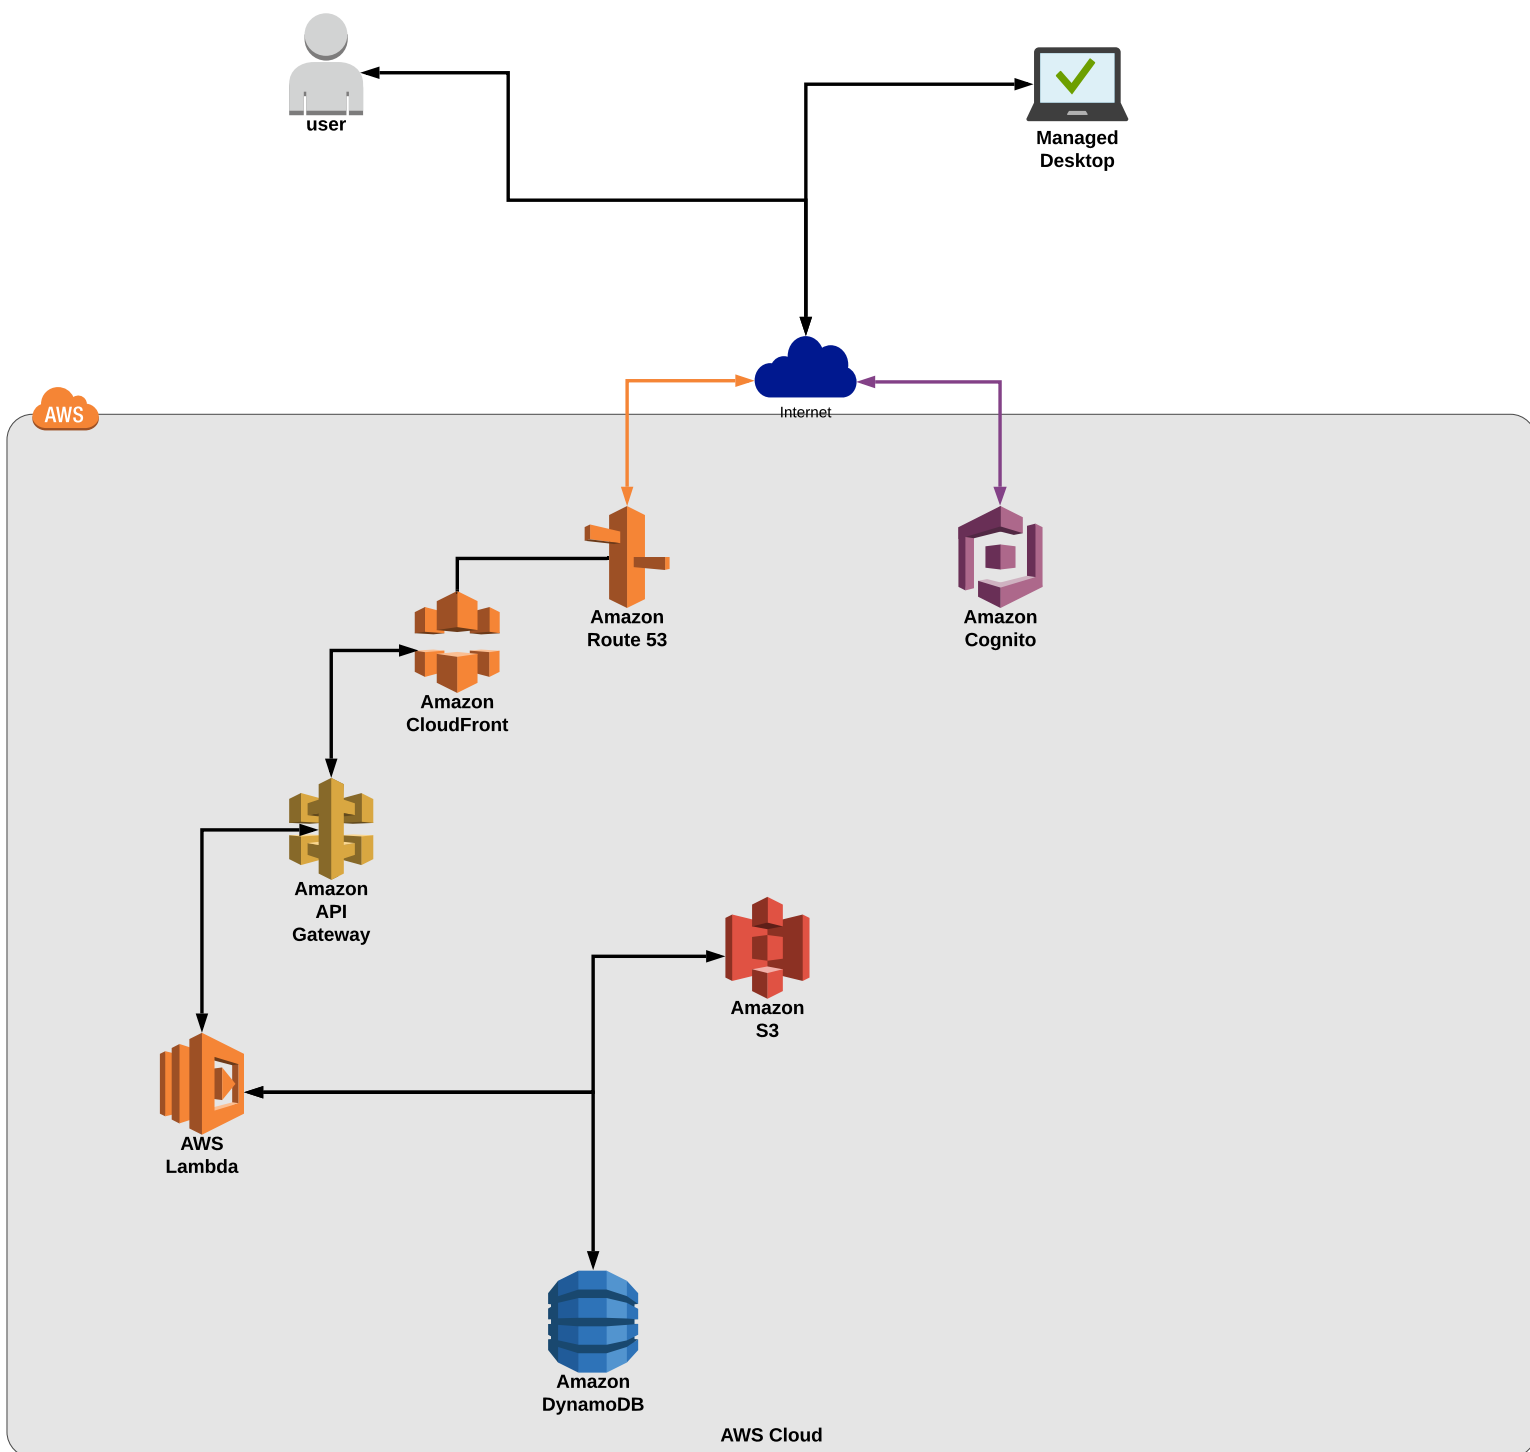 user
Managed
Desktop
Internet
AWS
Amazon
Route 53
Amazon
Cognito
Amazon
CloudFront
Amazon
API
Gateway
Amazon
S3
AWS
Lambda
Amazon
DynamoDB
AWS Cloud